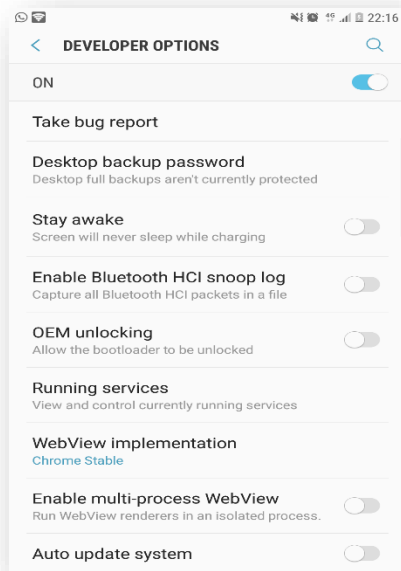 4G 22:16
DEVELOPER OPTIONS
ON
Take bug report
Desktop backup password
Desktop full backups aren't currently protected
Stay awake
Screen will never sleep while charging
Enable Bluetooth HCI snoop log
Capture all Bluetooth HCI packets in a file
OEM unlocking
Allow the bootloader to be unlocked
Running services
View and control currently running services
WebView implementation
Chrome Stable
Enable multi-process WebView
Run WebView renderers in an isolated process.
Auto update system